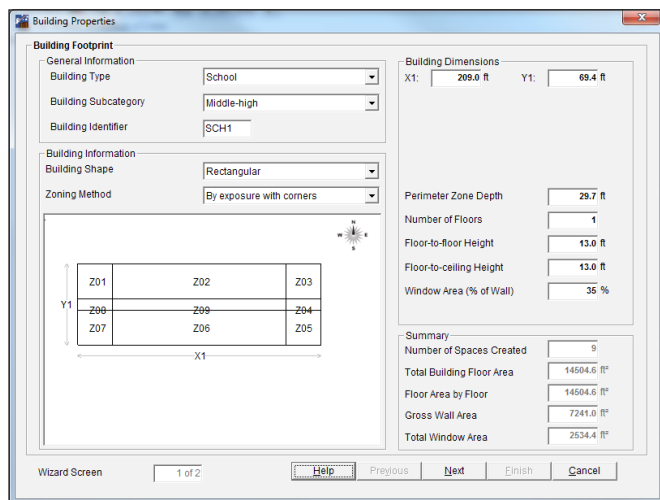 Building Properties
Building Footprint
General Information
Building Type School
Building Subcategory Middle-high
Building Identifier SCH1
Building Information
Building Shape Rectangular
Zoning Method By exposure with corners
N
W E
S
Z01 Z02 Z03
Y1
Z08 Z09 Z04
Z07 Z06 Z05
X1
Building Dimensions
X1: 209.0 ft Y1: 69.4 ft
Perimeter Zone Depth 29.7 ft
Number of Floors 1
Floor-to-floor Height 13.0 ft
Floor-to-ceiling Height 13.0 ft
Window Area (% of Wall) 35 %
Summary
Number of Spaces Created 9
Total Building Floor Area 14504.6 ft²
Floor Area by Floor 14504.6 ft²
Gross Wall Area 7241.0 ft²
Total Window Area 2534.4 ft²
Wizard Screen 1 of 2 Help Previous Next Finish Cancel